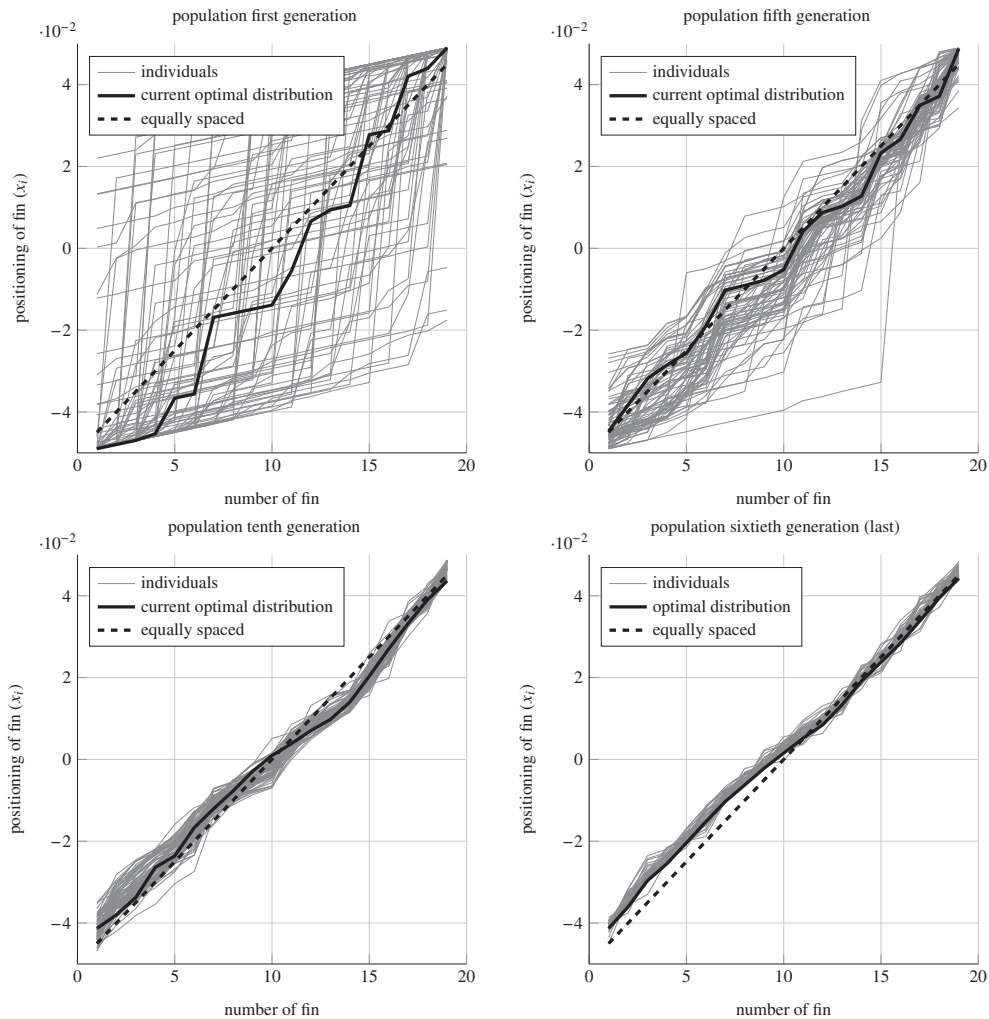 population first generation
·10⁻²
individuals
current optimal distribution
equally spaced
4
2
0
−2
−4
positioning of fin (xᵢ)
0 5 10 15 20
number of fin
population fifth generation
·10⁻²
individuals
current optimal distribution
equally spaced
4
2
0
−2
−4
positioning of fin (xᵢ)
0 5 10 15 20
number of fin
population tenth generation
·10⁻²
individuals
current optimal distribution
equally spaced
4
2
0
−2
−4
positioning of fin (xᵢ)
0 5 10 15 20
number of fin
population sixtieth generation (last)
·10⁻²
individuals
optimal distribution
equally spaced
4
2
0
−2
−4
positioning of fin (xᵢ)
0 5 10 15 20
number of fin